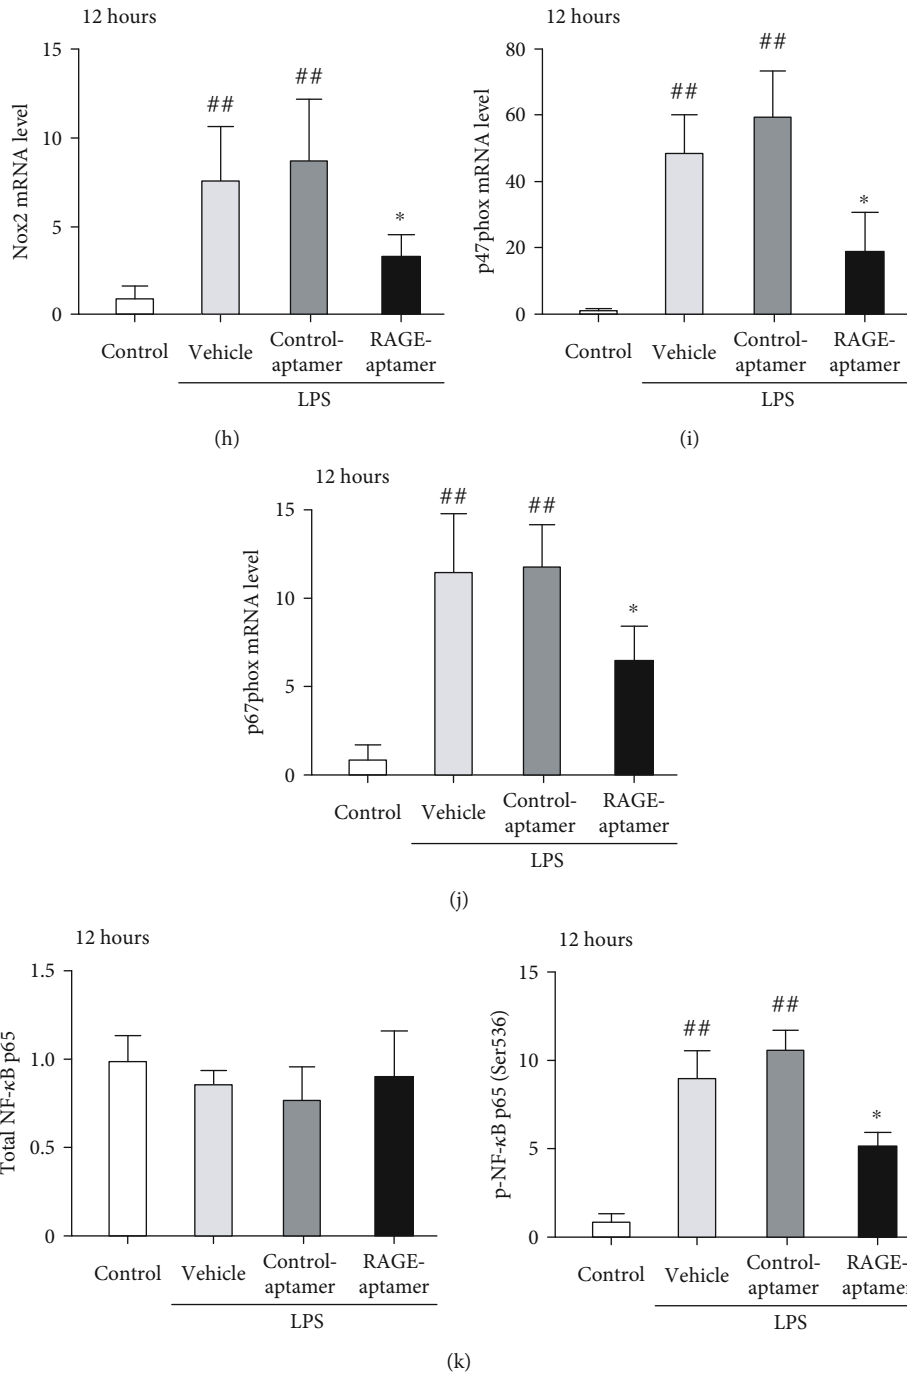 12 hours
15
10
5
0
Nox2 mRNA level
##
##
*
Control
Vehicle
Control-
aptamer
RAGE-
aptamer
LPS
(h)
12 hours
80
60
40
20
0
p47phox mRNA level
##
##
*
Control
Vehicle
Control-
aptamer
RAGE-
aptamer
LPS
(i)
12 hours
15
10
5
0
p67phox mRNA level
##
##
*
Control
Vehicle
Control-
aptamer
RAGE-
aptamer
LPS
(j)
12 hours
1.5
1.0
0.5
0
Total NF-κB p65
Control
Vehicle
Control-
aptamer
RAGE-
aptamer
LPS
12 hours
15
10
5
0
p-NF-κB p65 (Ser536)
##
##
*
Control
Vehicle
Control-
aptamer
RAGE-
aptamer
LPS
(k)